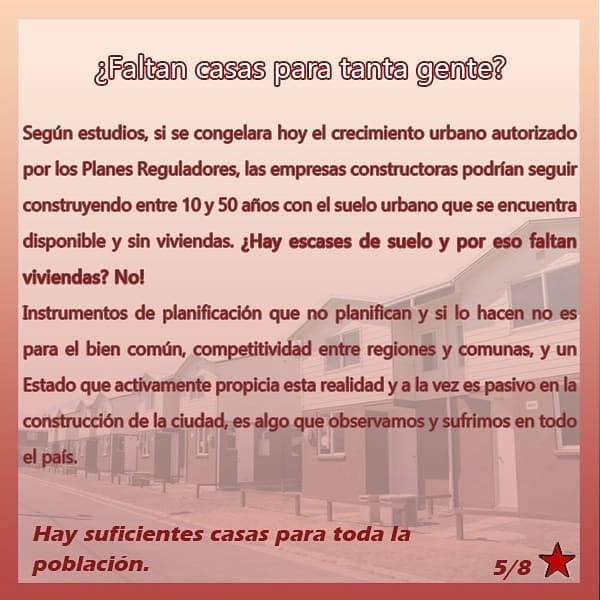 ¿Faltan casas para tanta gente?
Según estudios, si se congelara hoy el crecimiento urbano autorizado
por los Planes Reguladores, las empresas constructoras podrían seguir
construyendo entre 10 y 50 años con el suelo urbano que se encuentra
disponible y sin viviendas. ¿Hay escases de suelo y por eso faltan
viviendas? No!
Instrumentos de planificación que no planifican y si lo hacen no es
para el bien común, competitividad entre regiones y comunas, y un
Estado que activamente propicia esta realidad y a la vez es pasivo en la
construcción de la ciudad, es algo que observamos y sufrimos en todo
el país.
Hay suficientes casas para toda la
población.
5/8